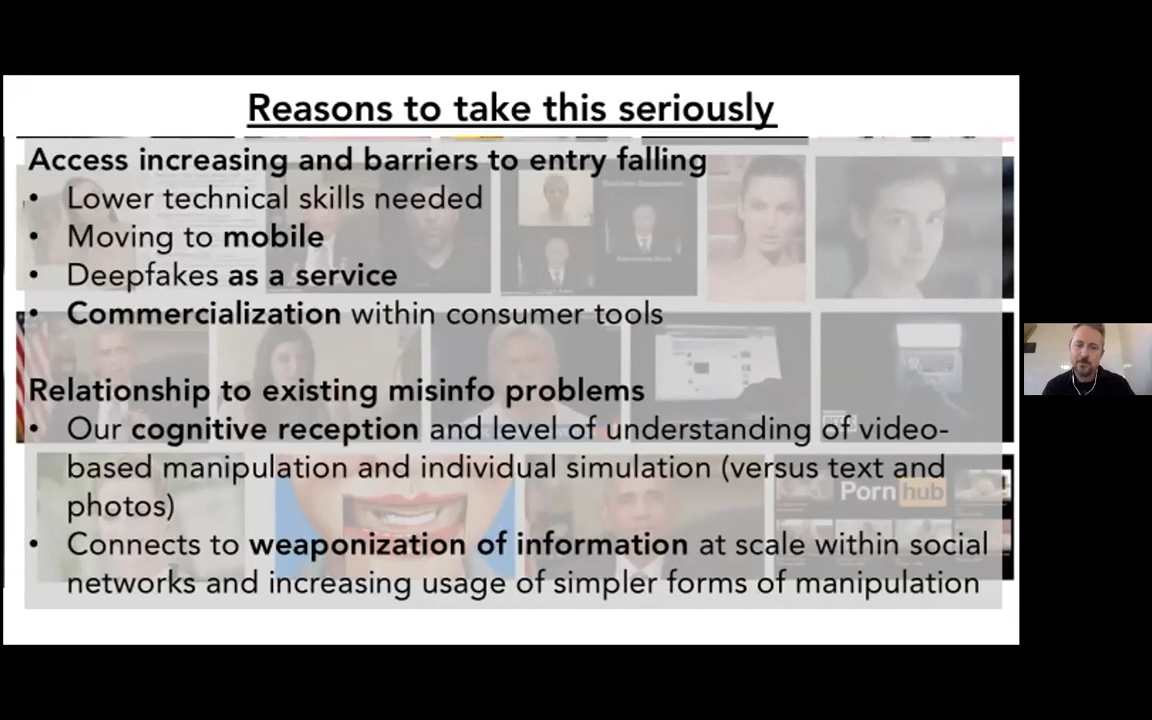 Reasons to take this seriously
Access increasing and barriers to entry falling
• Lower technical skills needed
• Moving to mobile
• Deepfakes as a service
• Commercialization within consumer tools
Relationship to existing misinfo problems
• Our cognitive reception and level of understanding of video-
based manipulation and individual simulation (versus text and
photos)
Porn hub
• Connects to weaponization of information at scale within social
networks and increasing usage of simpler forms of manipulation